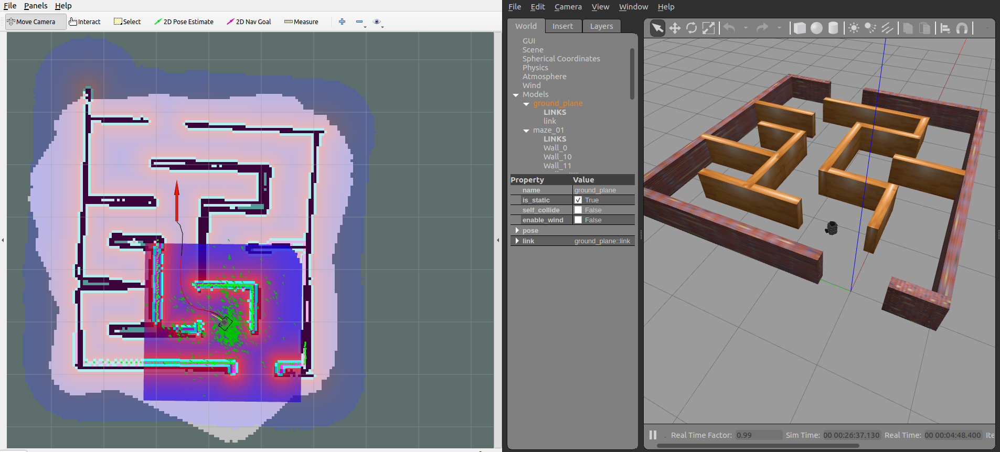 File Panels Help
Move Camera Interact Select 2D Pose Estimate 2D Nav Goal Measure
File Edit Camera View Window Help
World Insert Layers
GUI
Scene
Spherical Coordinates
Physics
Atmosphere
Wind
Models
ground_plane
LINKS
link
maze_01
LINKS
Wall_0
Wall_10
Wall_11
Property Value
name ground_plane
is_static True
self_collide False
enable_wind False
pose
link ground_plane::link
Real Time Factor: 0.99 Sim Time: 00 00:26:37.130 Real Time: 00 00:04:48.400 Ite